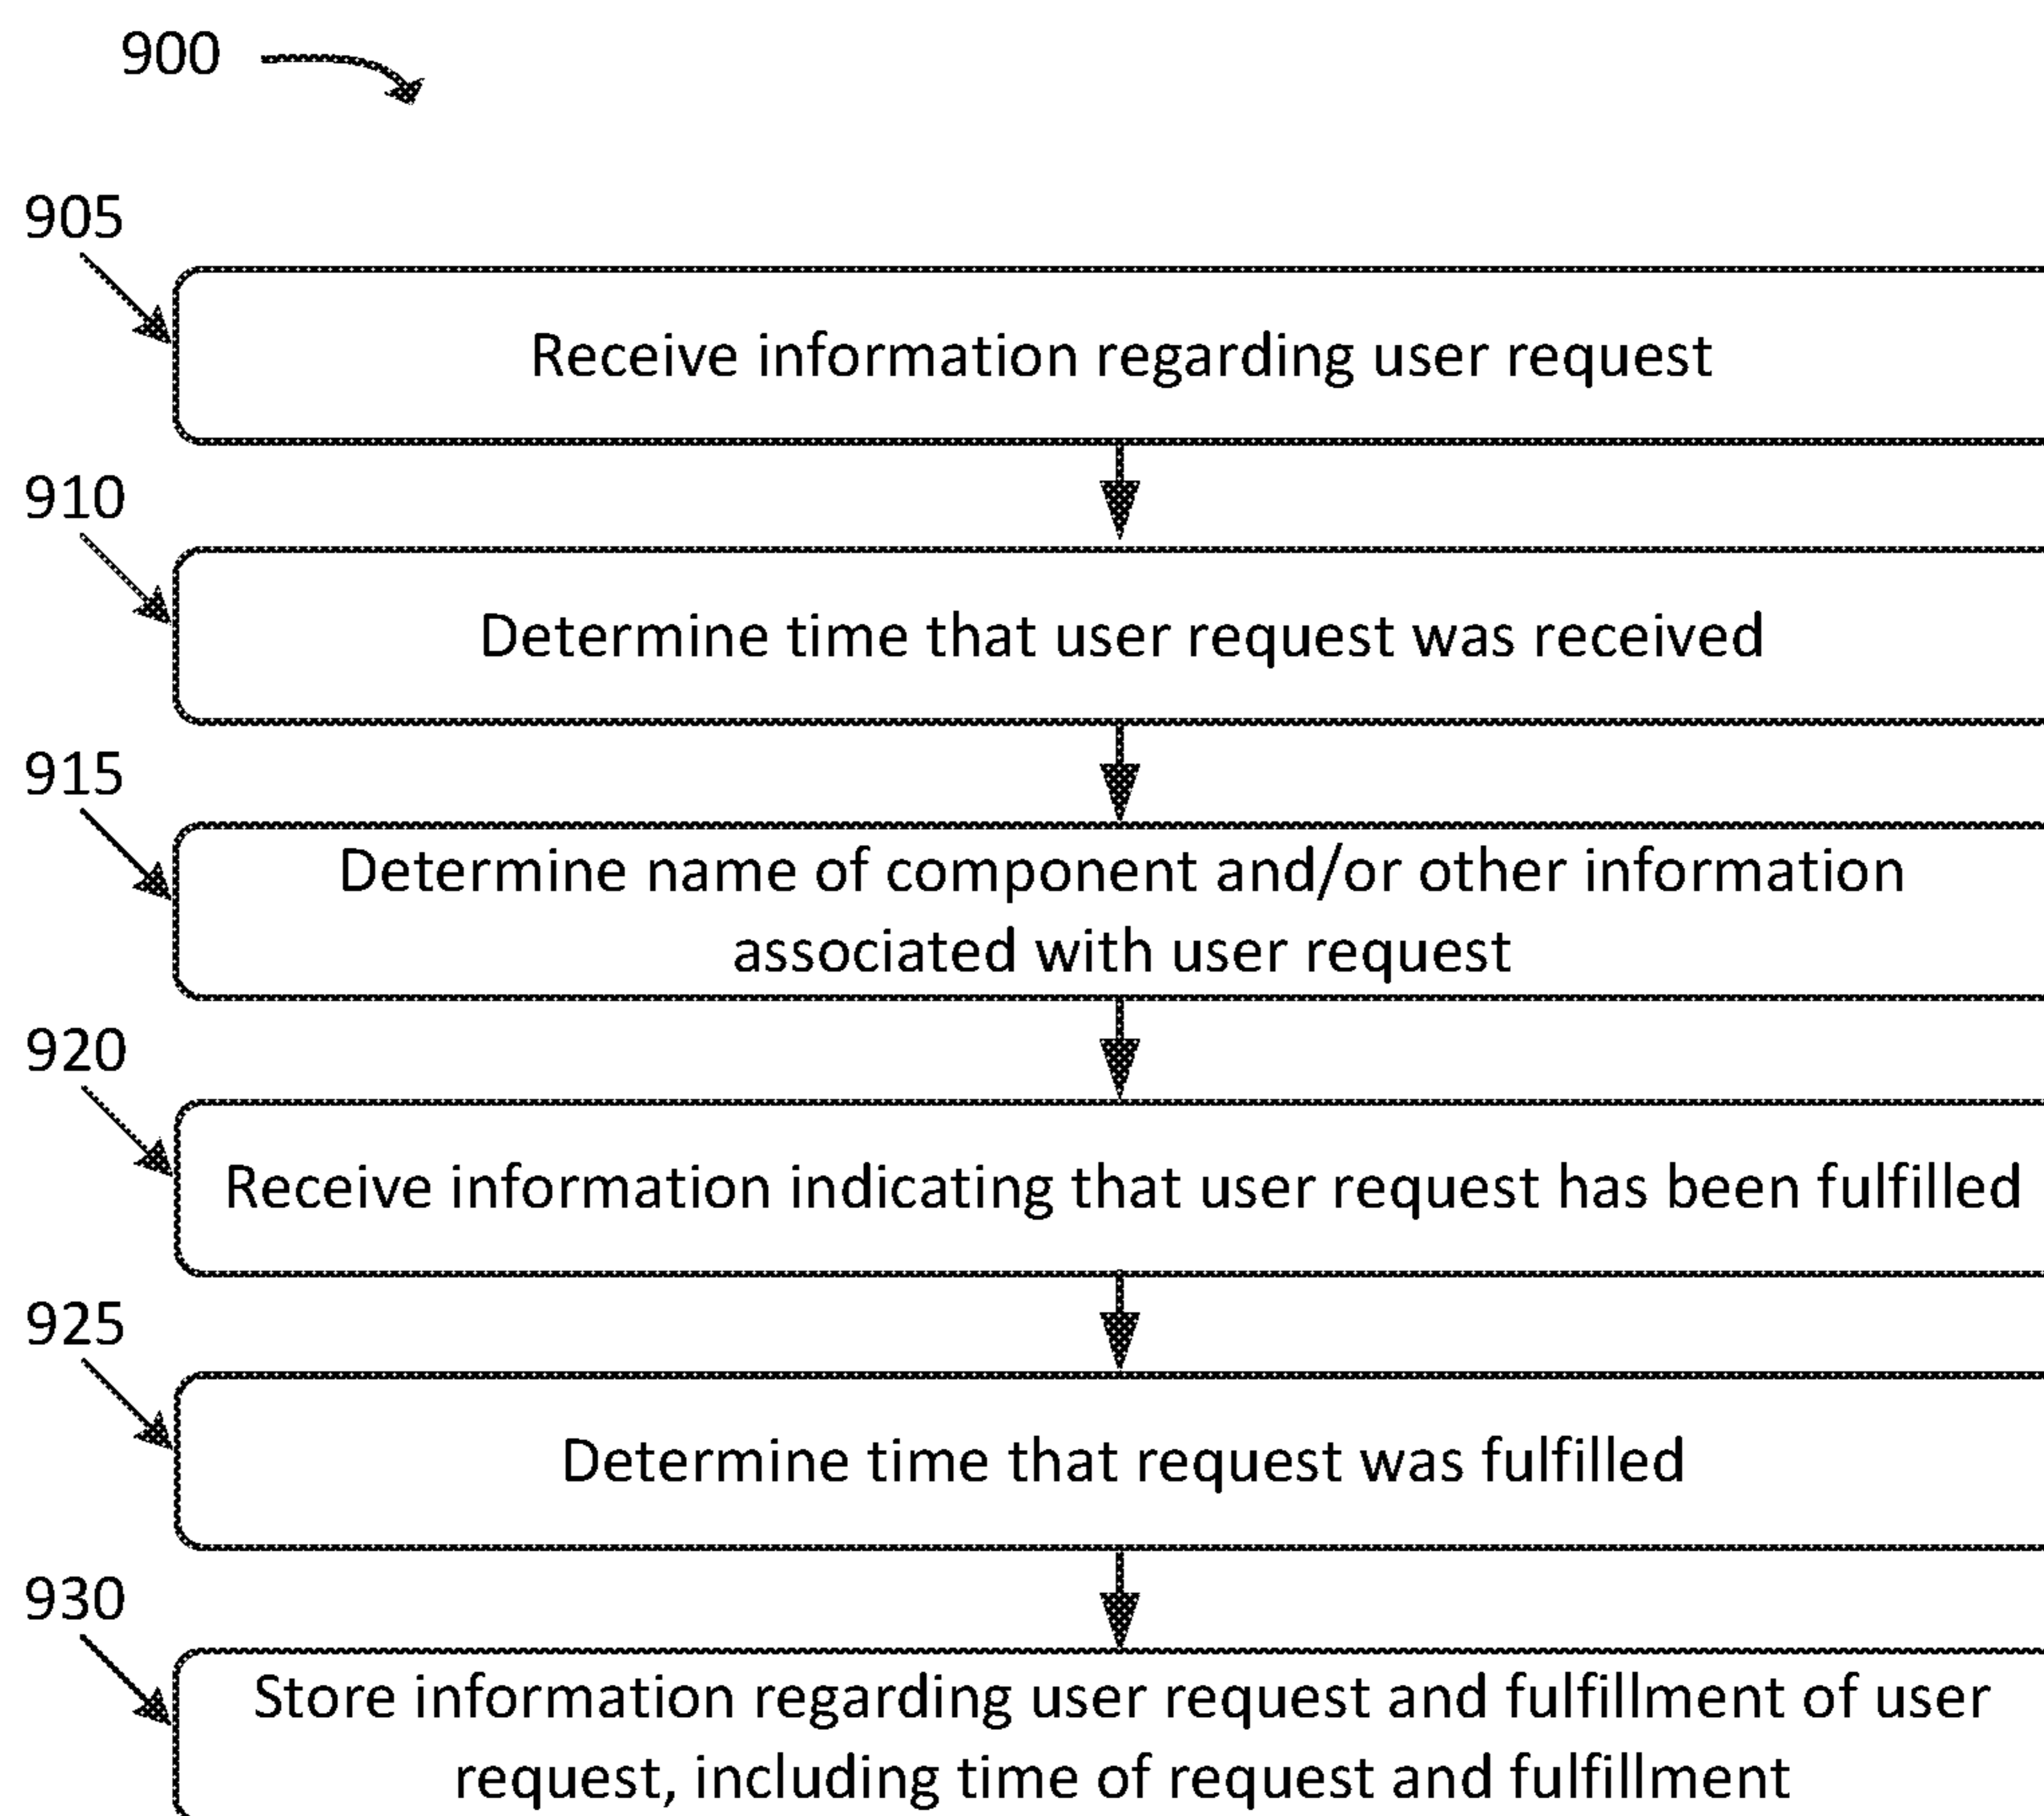 900
905
Receive information regarding user request
910
Determine time that user request was received
915
Determine name of component and/or other information
associated with user request
920
Receive information indicating that user request has been fulfilled
925
Determine time that request was fulfilled
930
Store information regarding user request and fulfillment of user
request, including time of request and fulfillment